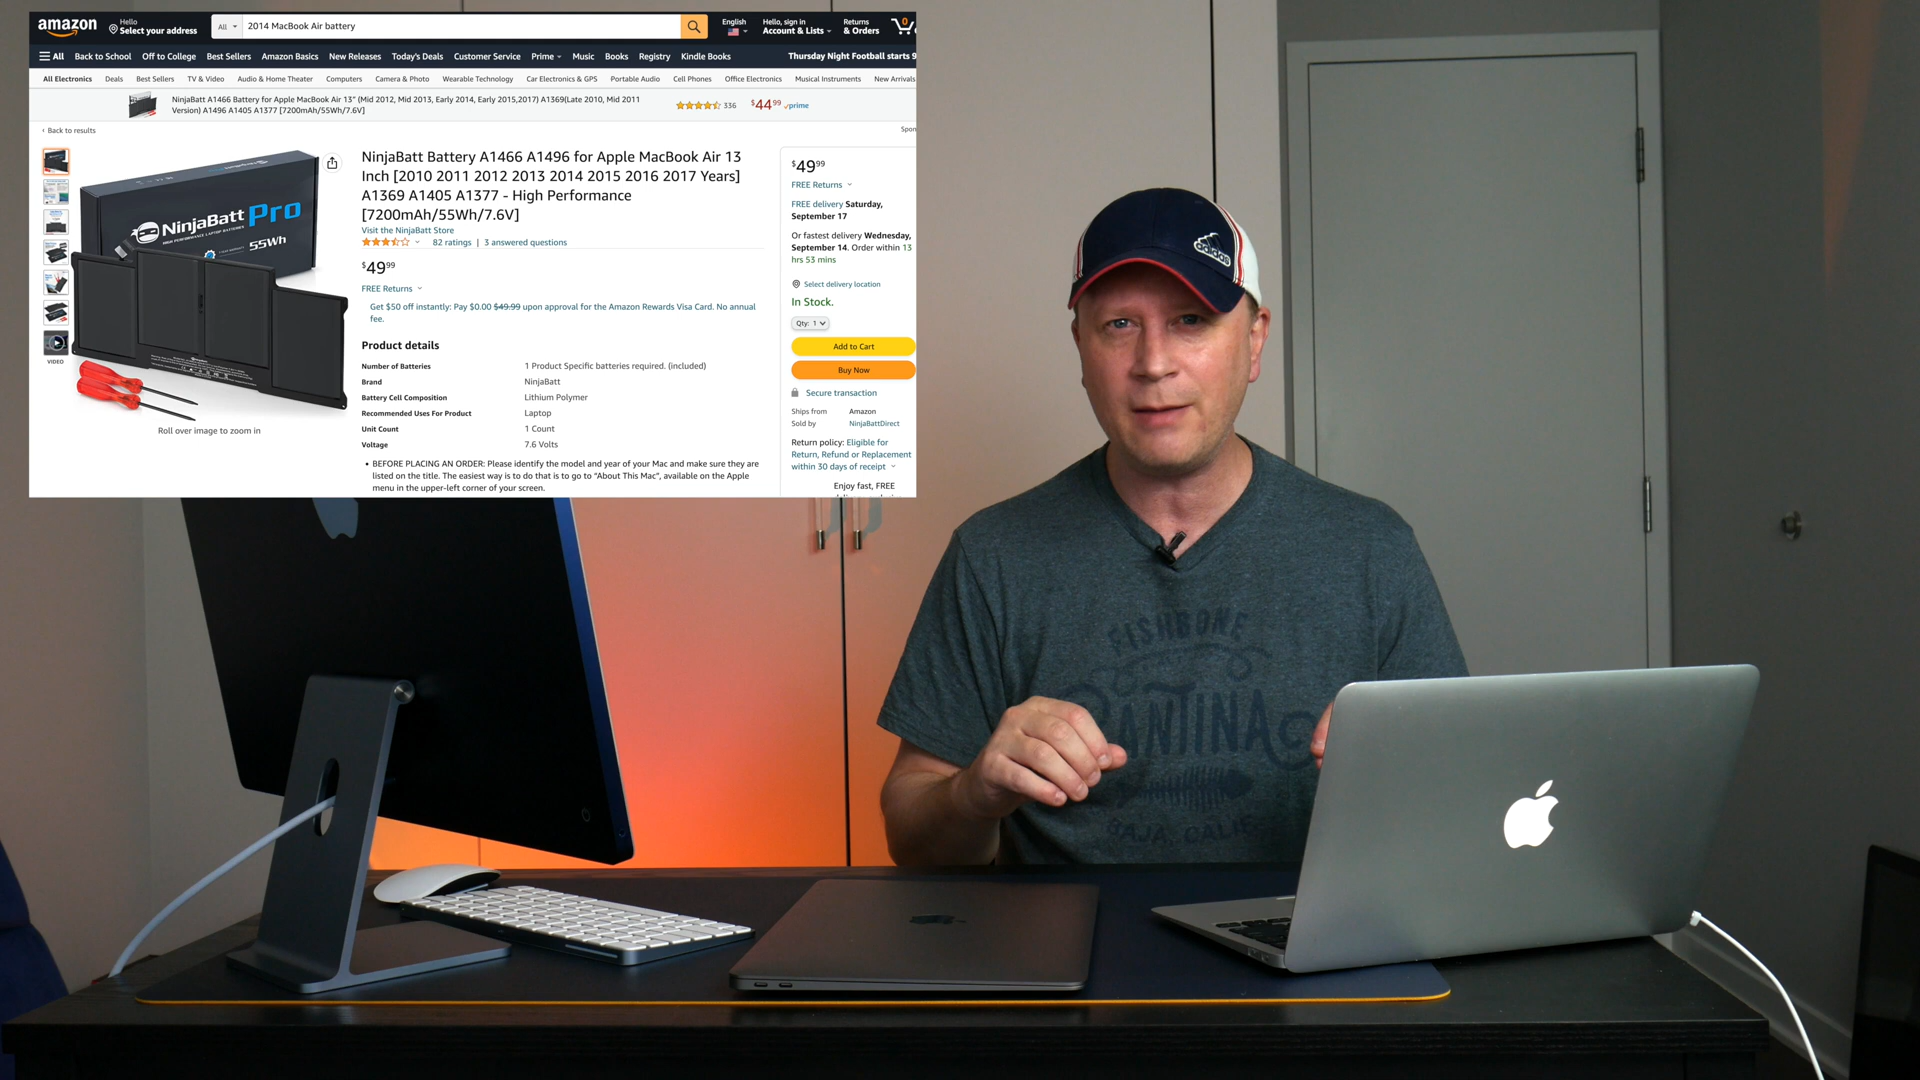 amazon
Hello
Select your address
All
2014 MacBook Air battery
English
Hello, sign in
Account & Lists
Returns
& Orders
0
All
Back to School
Off to College
Best Sellers
Amazon Basics
New Releases
Today's Deals
Customer Service
Prime
Music
Books
Registry
Kindle Books
Thursday Night Football starts 9
All Electronics
Deals
Best Sellers
TV & Video
Audio & Home Theater
Computers
Camera & Photo
Wearable Technology
Car Electronics & GPS
Portable Audio
Cell Phones
Office Electronics
Musical Instruments
New Arrivals
NinjaBatt A1466 Battery for Apple MacBook Air 13" (Mid 2012, Mid 2013, Early 2014, Early 2015,2017) A1369(Late 2010, Mid 2011
Version) A1496 A1405 A1377 [7200mAh/55Wh/7.6V]
336
$44.99 prime
‹ Back to results
Spon
NinjaBatt Battery A1466 A1496 for Apple MacBook Air 13
Inch [2010 2011 2012 2013 2014 2015 2016 2017 Years]
A1369 A1405 A1377 - High Performance
[7200mAh/55Wh/7.6V]
Visit the NinjaBatt Store
82 ratings | 3 answered questions
$49.99
FREE Returns
Get $50 off instantly: Pay $0.00 $49.99 upon approval for the Amazon Rewards Visa Card. No annual
fee.
Product details
Number of Batteries 1 Product Specific batteries required. (included)
Brand NinjaBatt
Battery Cell Composition Lithium Polymer
Recommended Uses For Product Laptop
Unit Count 1 Count
Voltage 7.6 Volts
• BEFORE PLACING AN ORDER: Please identify the model and year of your Mac and make sure they are
listed on the title. The easiest way is to do that is to go to “About This Mac”, available on the Apple
menu in the upper-left corner of your screen.
NinjaBatt Pro
HIGH PERFORMANCE LAPTOP BATTERIES
55Wh
VIDEO
Roll over image to zoom in
$49.99
FREE Returns
FREE delivery Saturday,
September 17
Or fastest delivery Wednesday,
September 14. Order within 13
hrs 53 mins
Select delivery location
In Stock.
Qty: 1
Add to Cart
Buy Now
Secure transaction
Ships from Amazon
Sold by NinjaBattDirect
Return policy: Eligible for
Return, Refund or Replacement
within 30 days of receipt
Enjoy fast, FREE
adidas
FISHBONE
CANTINA
BAJA, CALIF